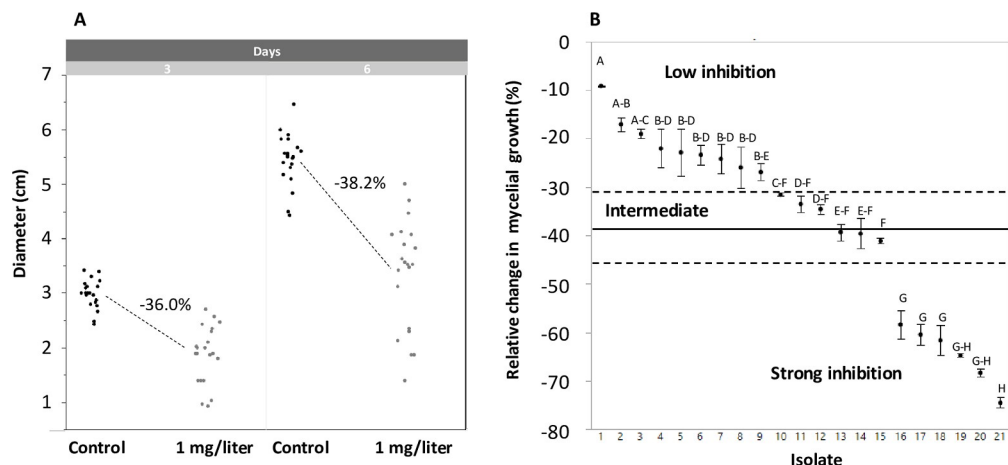 A
Days
3
6
7
6
5
4
3
2
1
Diameter (cm)
-36.0%
-38.2%
Control
1 mg/liter
Control
1 mg/liter
B
0
-10
-20
-30
-40
-50
-60
-70
-80
Relative change in mycelial growth (%)
Low inhibition
Intermediate
Strong inhibition
A
A-B
A-C
B-D
B-D
B-D
B-D
B-D
B-E
C-F
D-F
D-F
E-F
E-F
F
G
G
G
G-H
G-H
H
1 2 3 4 5 6 7 8 9 10 11 12 13 14 15 16 17 18 19 20 21
Isolate